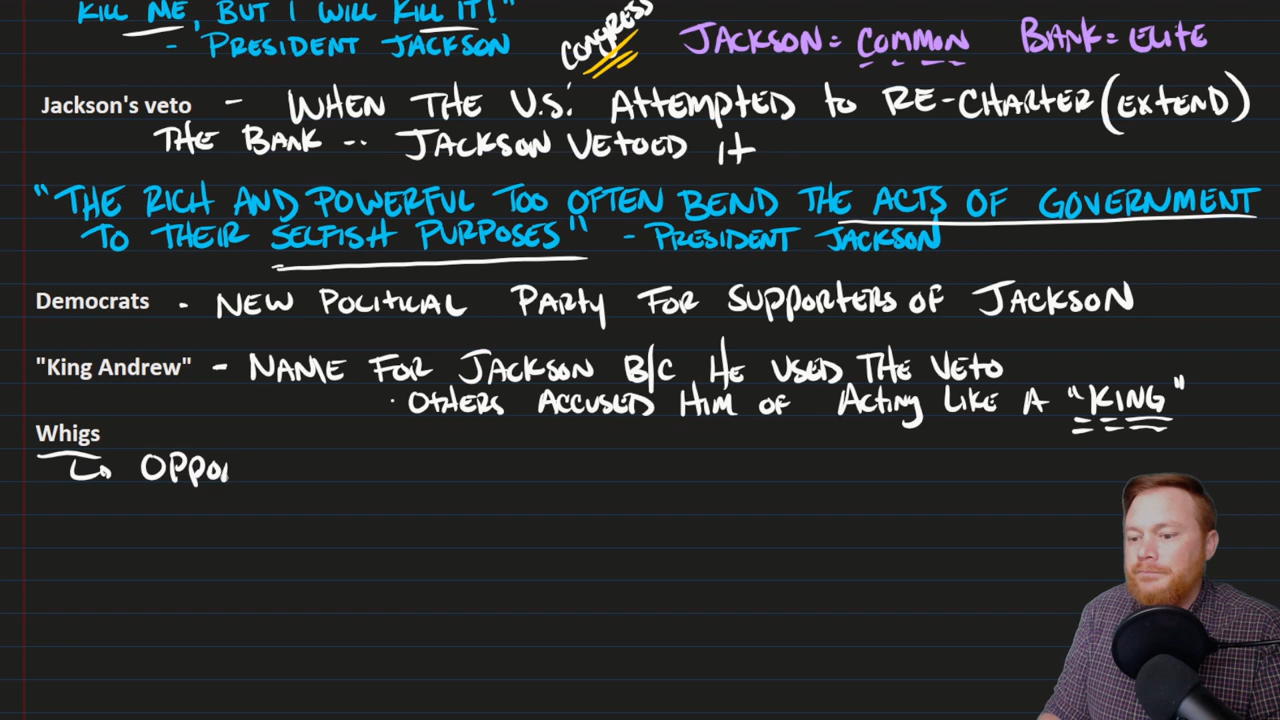 KILL ME, BUT I WILL KILL IT!"
- PRESIDENT JACKSON
CONGRESS
JACKSON = COMMON BANK = ELITE
Jackson's veto - WHEN THE U.S. ATTEMPTED to RE-CHARTER (EXTEND)
THE BANK -- JACKSON VETOED it
"THE RICH AND POWERFUL TOO OFTEN BEND THE ACTS OF GOVERNMENT
TO THEIR SELFISH PURPOSES" - PRESIDENT JACKSON
Democrats - NEW POLITICAL PARTY FOR SUPPORTERS OF JACKSON
"King Andrew" - NAME FOR JACKSON B/C HE USED THE VETO
· OTHERS ACCUSED HIM OF ACTING LIKE A "KING"
Whigs
↳ OPPO